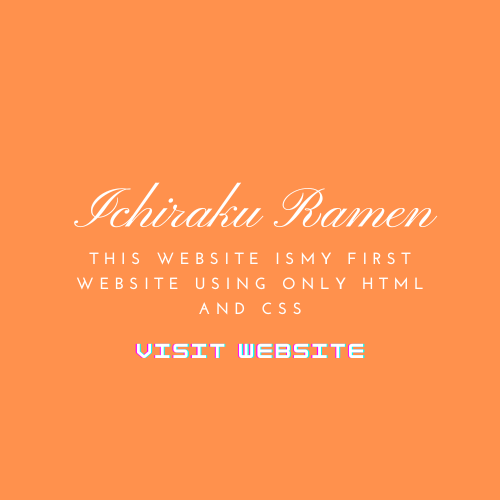 Ichiraku Ramen
THIS WEBSITE ISMY FIRST
WEBSITE USING ONLY HTML
AND CSS
VISIT WEBSITE